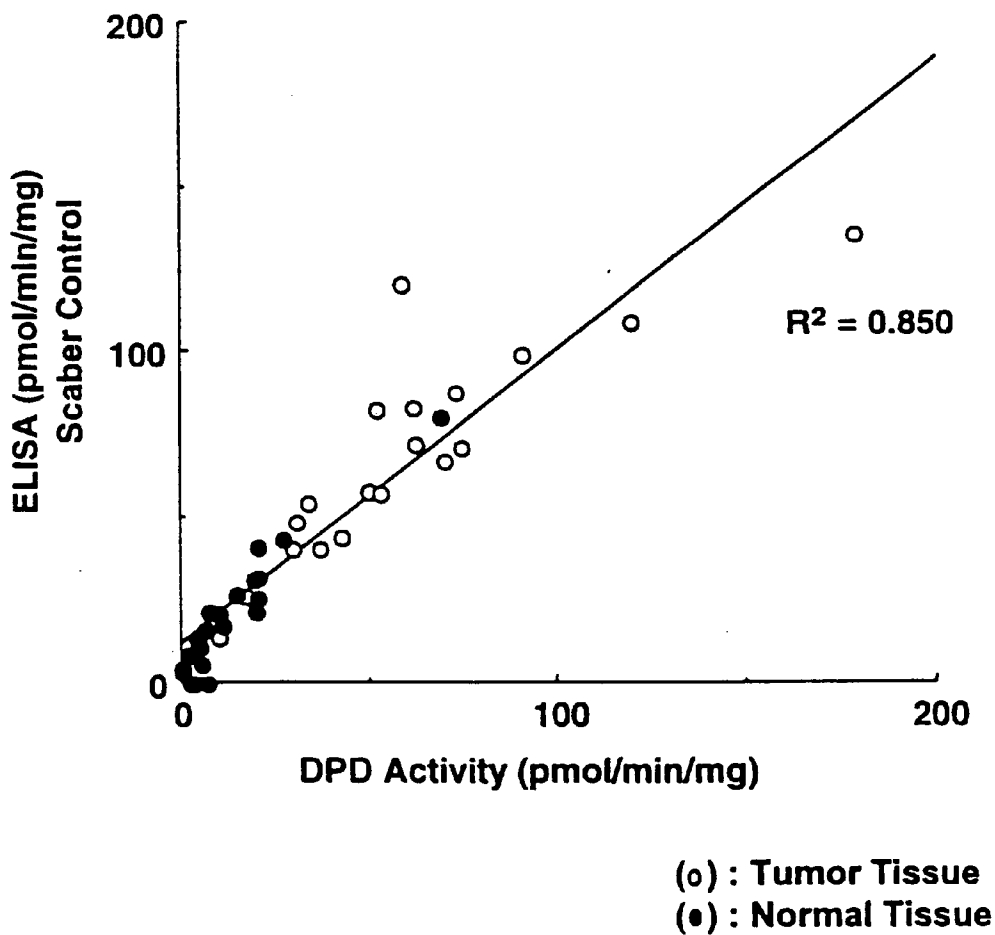 200
100
0
ELISA (pmol/min/mg)
Scaber Control
R² = 0.850
0
100
200
DPD Activity (pmol/min/mg)
(o) : Tumor Tissue
(●) : Normal Tissue